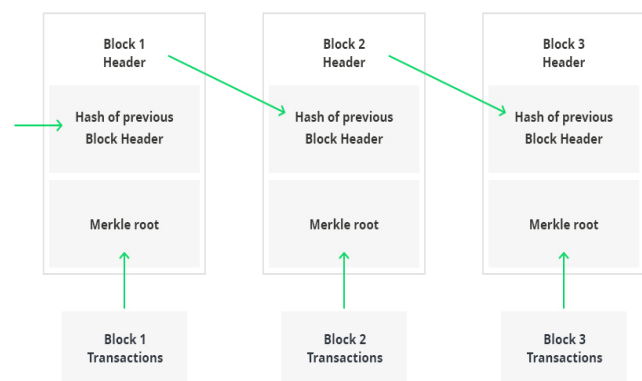 Block 1
Header
Block 2
Header
Block 3
Header
Hash of previous
Block Header
Hash of previous
Block Header
Hash of previous
Block Header
Merkle root
Merkle root
Merkle root
Block 1
Transactions
Block 2
Transactions
Block 3
Transactions